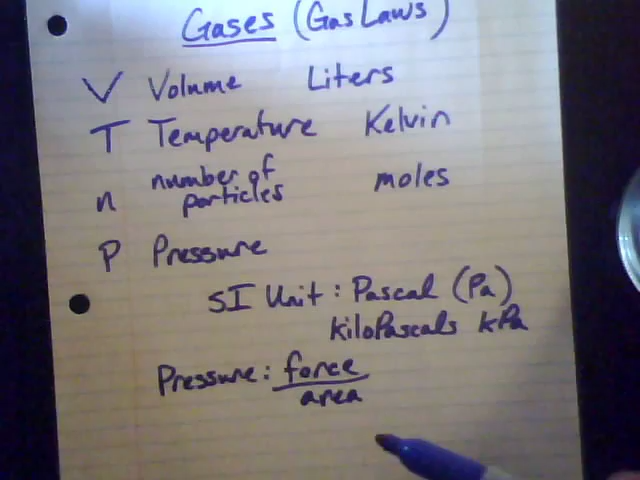 Gases (Gas Laws)
V Volume Liters
T Temperature Kelvin
n number of particles moles
P Pressure
SI Unit: Pascal (Pa)
kiloPascals kPa
Pressure: force
area